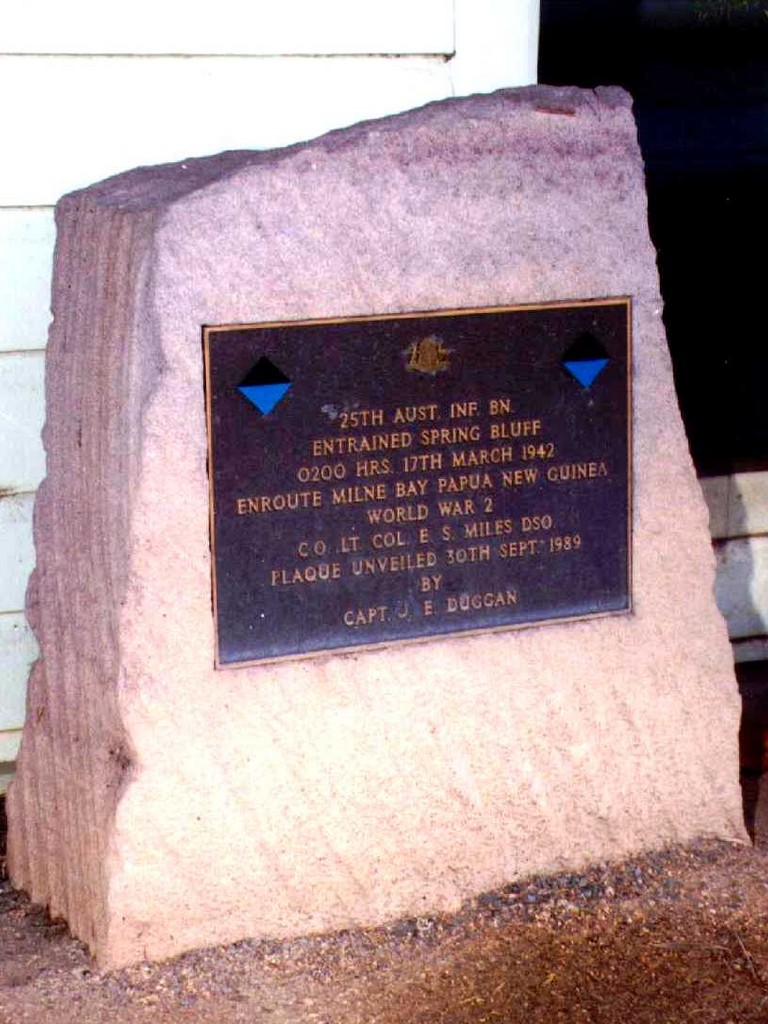 25TH AUST. INF. BN.
ENTRAINED SPRING BLUFF
0200 HRS. 17TH MARCH 1942
ENROUTE MILNE BAY PAPUA NEW GUINEA
WORLD WAR 2
C.O. LT. COL. E. S. MILES DSO.
PLAQUE UNVEILED 30TH SEPT. 1989
BY
CAPT. J. E. DUGGAN